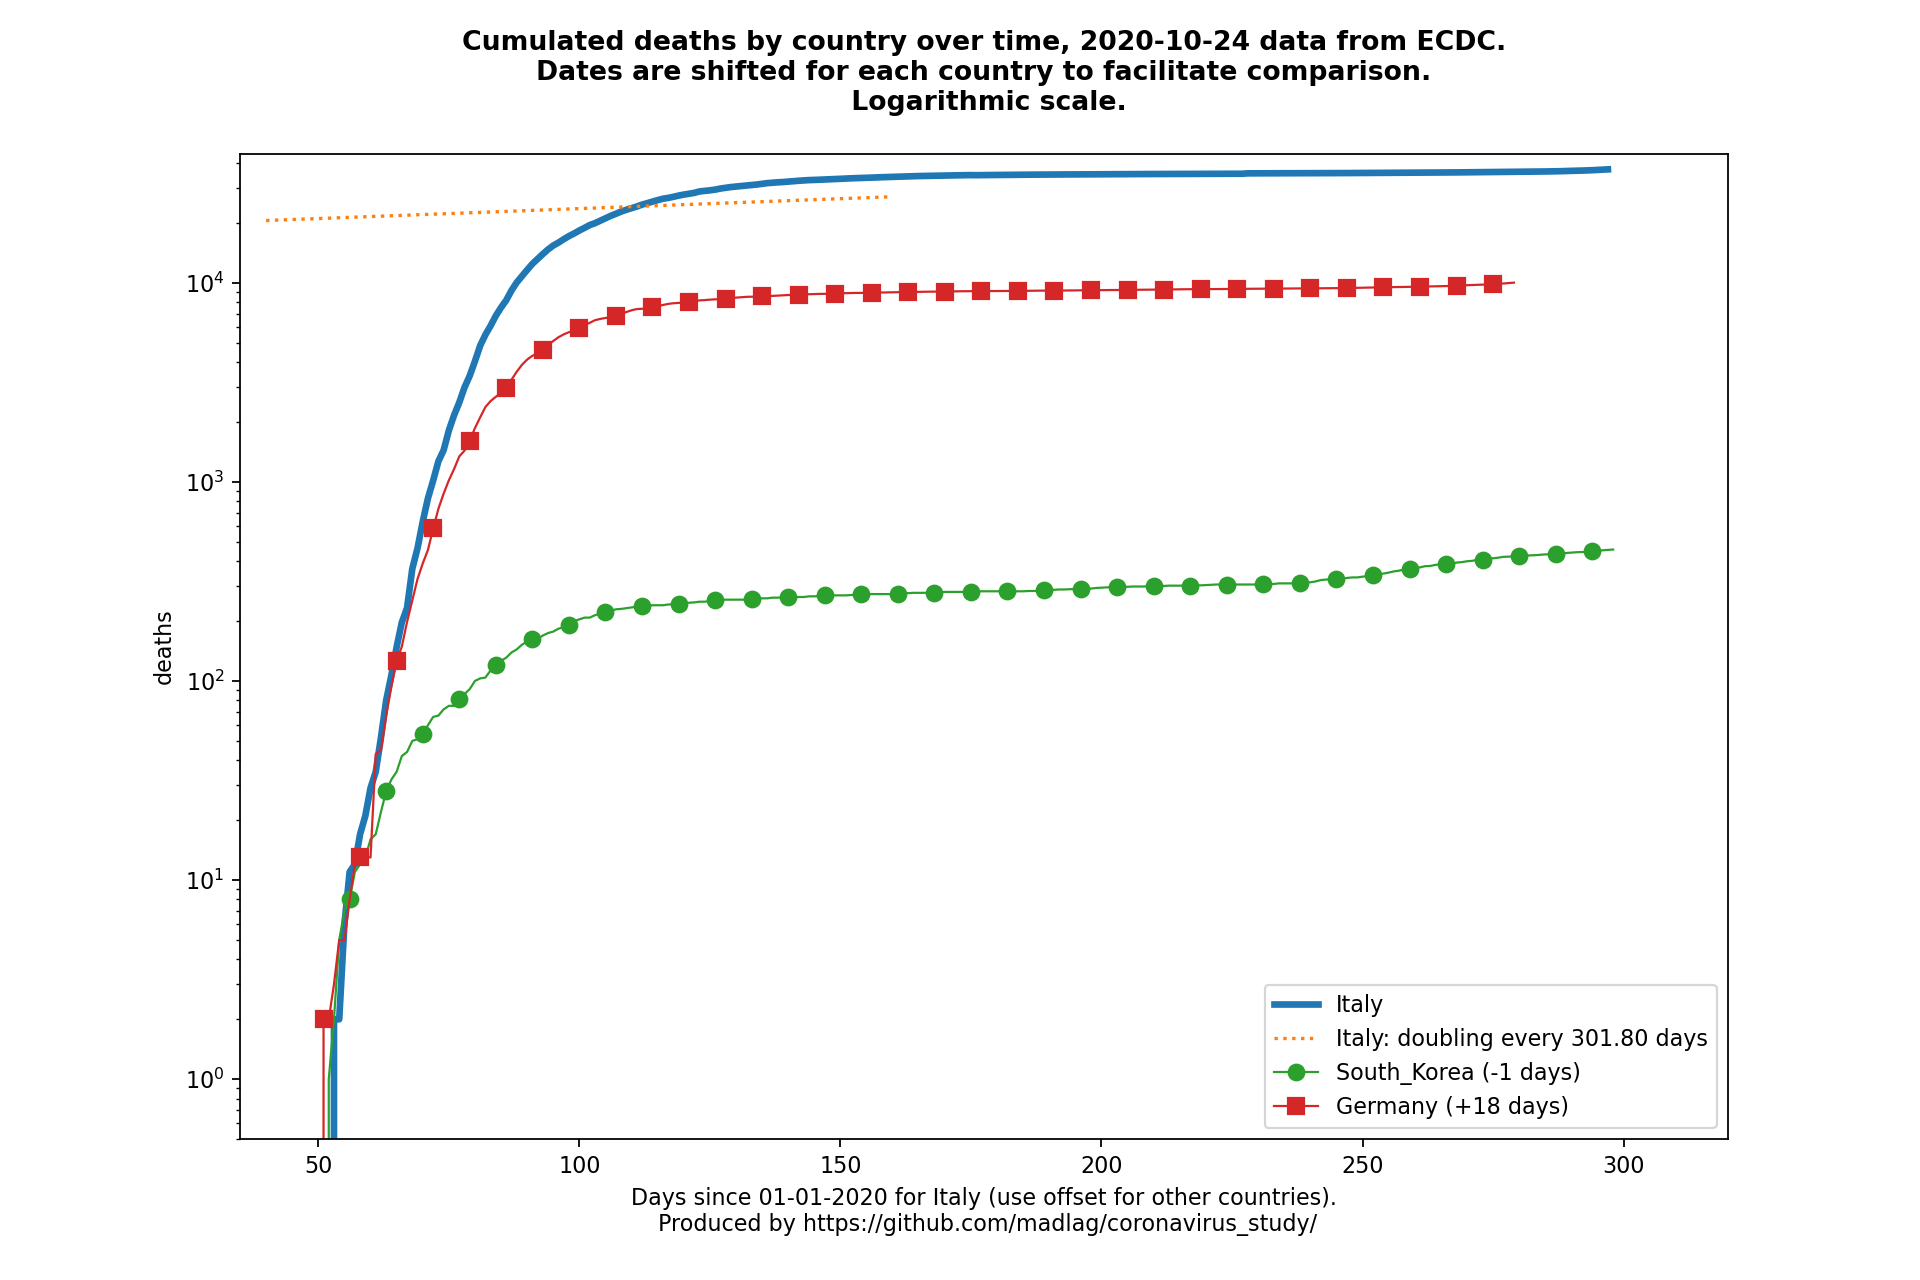 Cumulated deaths by country over time, 2020-10-24 data from ECDC.
Dates are shifted for each country to facilitate comparison.
Logarithmic scale.
10⁴
10³
10²
10¹
10⁰
deaths
50 100 150 200 250 300
Italy
Italy: doubling every 301.80 days
South_Korea (-1 days)
Germany (+18 days)
Days since 01-01-2020 for Italy (use offset for other countries).
Produced by https://github.com/madlag/coronavirus_study/